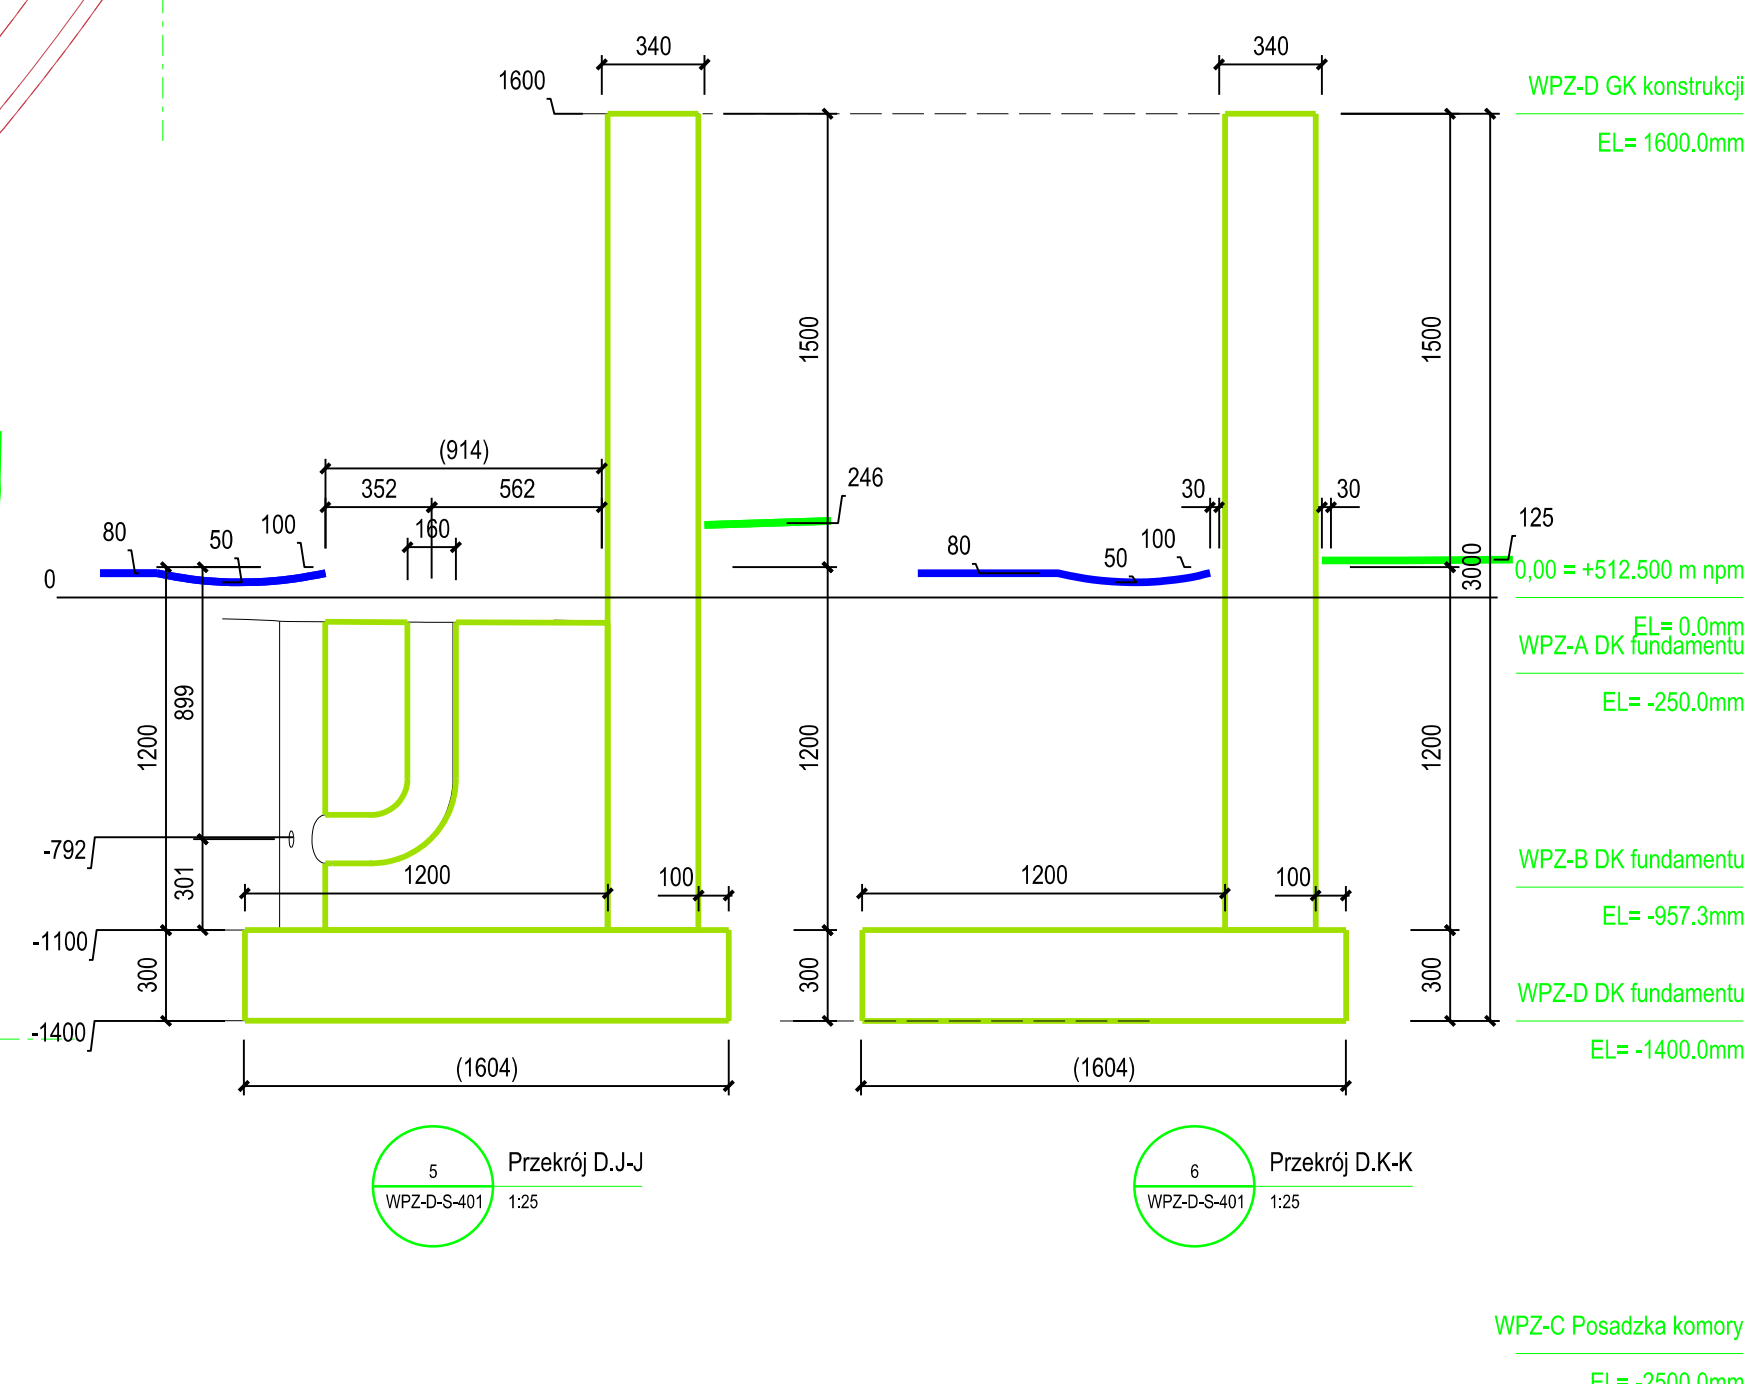 340
340
1600
WPZ-D GK konstrukcji
EL= 1600.0mm
1500
1500
(914)
352
562
246
30
30
160
80
50
100
80
50
100
125
0
3000
0,00 = +512.500 m npm
EL= 0.0mm
WPZ-A DK fundamentu
EL= -250.0mm
899
1200
1200
1200
-792
301
1200
100
1200
100
WPZ-B DK fundamentu
EL= -957.3mm
-1100
300
300
300
WPZ-D DK fundamentu
-1400
EL= -1400.0mm
(1604)
(1604)
5
WPZ-D-S-401
Przekrój D.J-J
1:25
6
WPZ-D-S-401
Przekrój D.K-K
1:25
WPZ-C Posadzka komory
EL= -2500.0mm